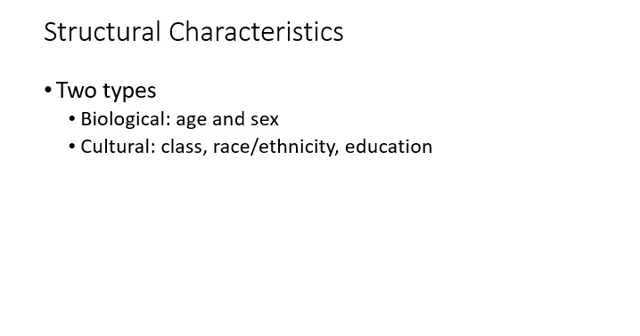 Structural Characteristics
• Two types
• Biological: age and sex
• Cultural: class, race/ethnicity, education